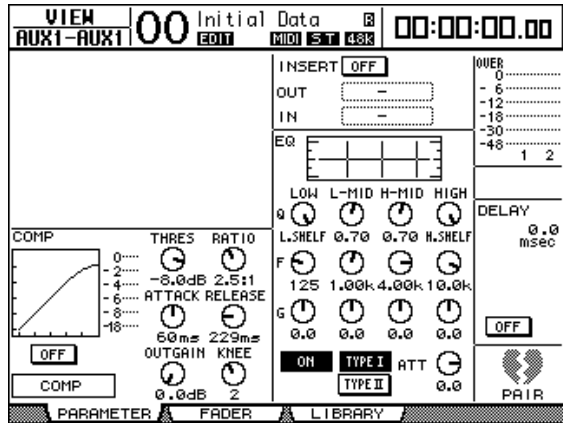 VIEW
AUX1-AUX1
00
Initial Data
EDIT
MIDI ST 48K
00:00:00.00
INSERT OFF
OUT -
IN -
OVER
0
-6
-12
-18
-30
-48
1 2
EQ
LOW L-MID H-MID HIGH
Q
L.SHELF 0.70 0.70 H.SHELF
F
125 1.00k 4.00k 10.0k
G
0.0 0.0 0.0 0.0
ON TYPE I ATT
TYPE II 0.0
DELAY
0.0
msec
OFF
PAIR
COMP
THRES RATIO
-8.0dB 2.5:1
ATTACK RELEASE
60ms 229ms
OUTGAIN KNEE
0.0dB 2
0
-2
-4
-6
-8
-18
OFF
COMP
PARAMETER FADER LIBRARY